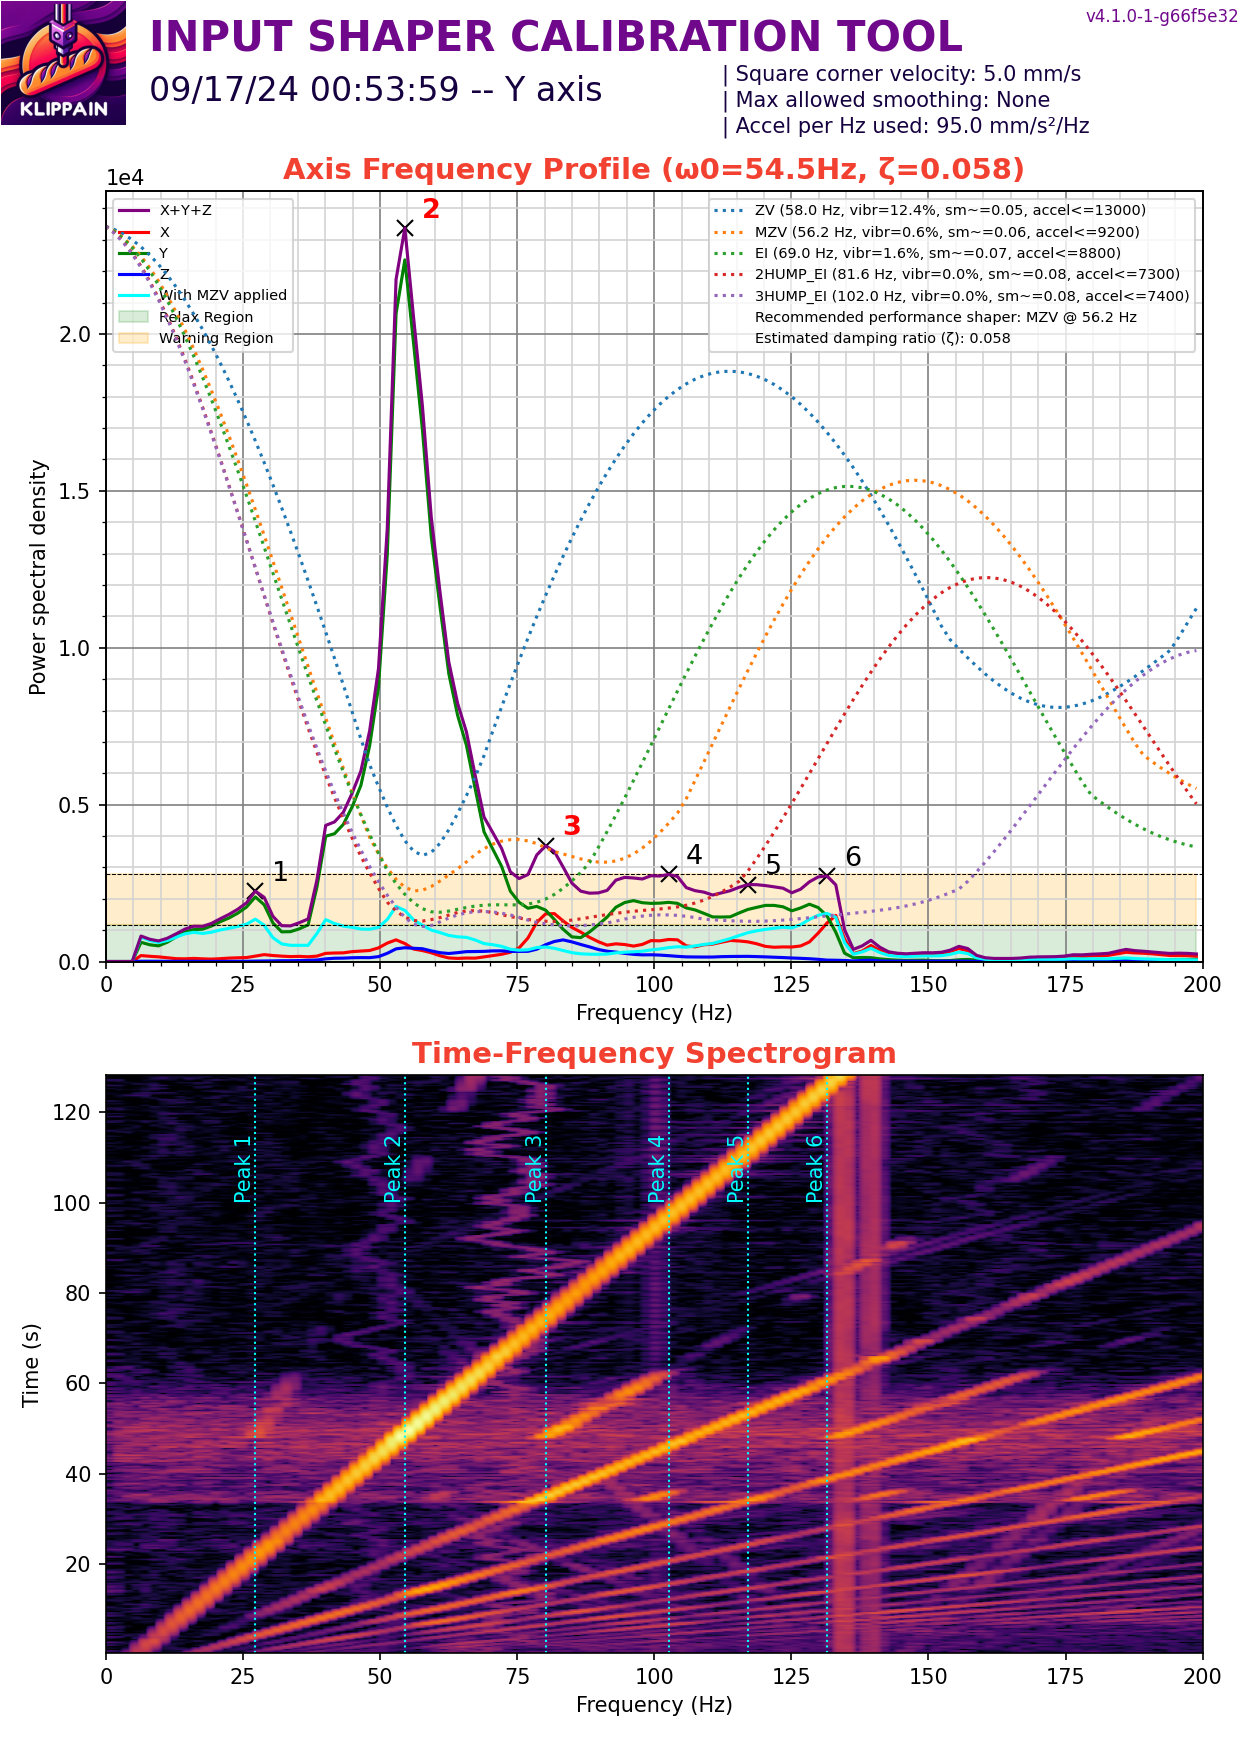 v4.1.0-1-g66f5e32
INPUT SHAPER CALIBRATION TOOL
09/17/24 00:53:59 -- Y axis
| Square corner velocity: 5.0 mm/s
| Max allowed smoothing: None
| Accel per Hz used: 95.0 mm/s²/Hz
KLIPPAIN
Axis Frequency Profile (ω0=54.5Hz, ζ=0.058)
1e4
X+Y+Z
X
Y
Z
With MZV applied
Relax Region
Warning Region
ZV (58.0 Hz, vibr=12.4%, sm~=0.05, accel<=13000)
MZV (56.2 Hz, vibr=0.6%, sm~=0.06, accel<=9200)
EI (69.0 Hz, vibr=1.6%, sm~=0.07, accel<=8800)
2HUMP_EI (81.6 Hz, vibr=0.0%, sm~=0.08, accel<=7300)
3HUMP_EI (102.0 Hz, vibr=0.0%, sm~=0.08, accel<=7400)
Recommended performance shaper: MZV @ 56.2 Hz
Estimated damping ratio (ζ): 0.058
Power spectral density
2.0
1.5
1.0
0.5
0.0
1
2
3
4
5
6
0 25 50 75 100 125 150 175 200
Frequency (Hz)
Time-Frequency Spectrogram
Time (s)
120
100
80
60
40
20
Peak 1
Peak 2
Peak 3
Peak 4
Peak 5
Peak 6
0 25 50 75 100 125 150 175 200
Frequency (Hz)